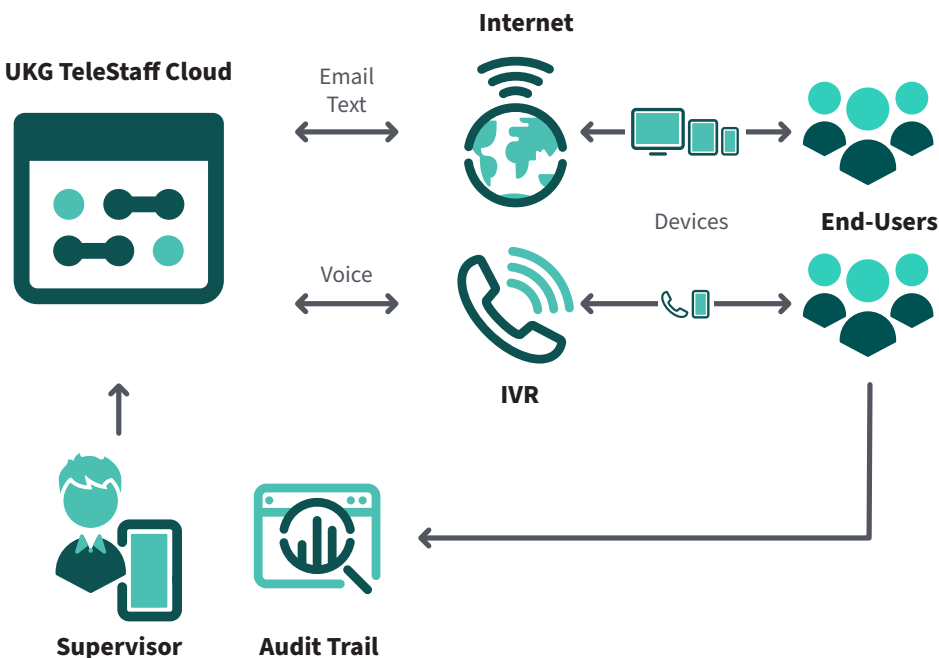 Internet
UKG TeleStaff Cloud
Email
Text
Devices
End-Users
Voice
IVR
Supervisor
Audit Trail